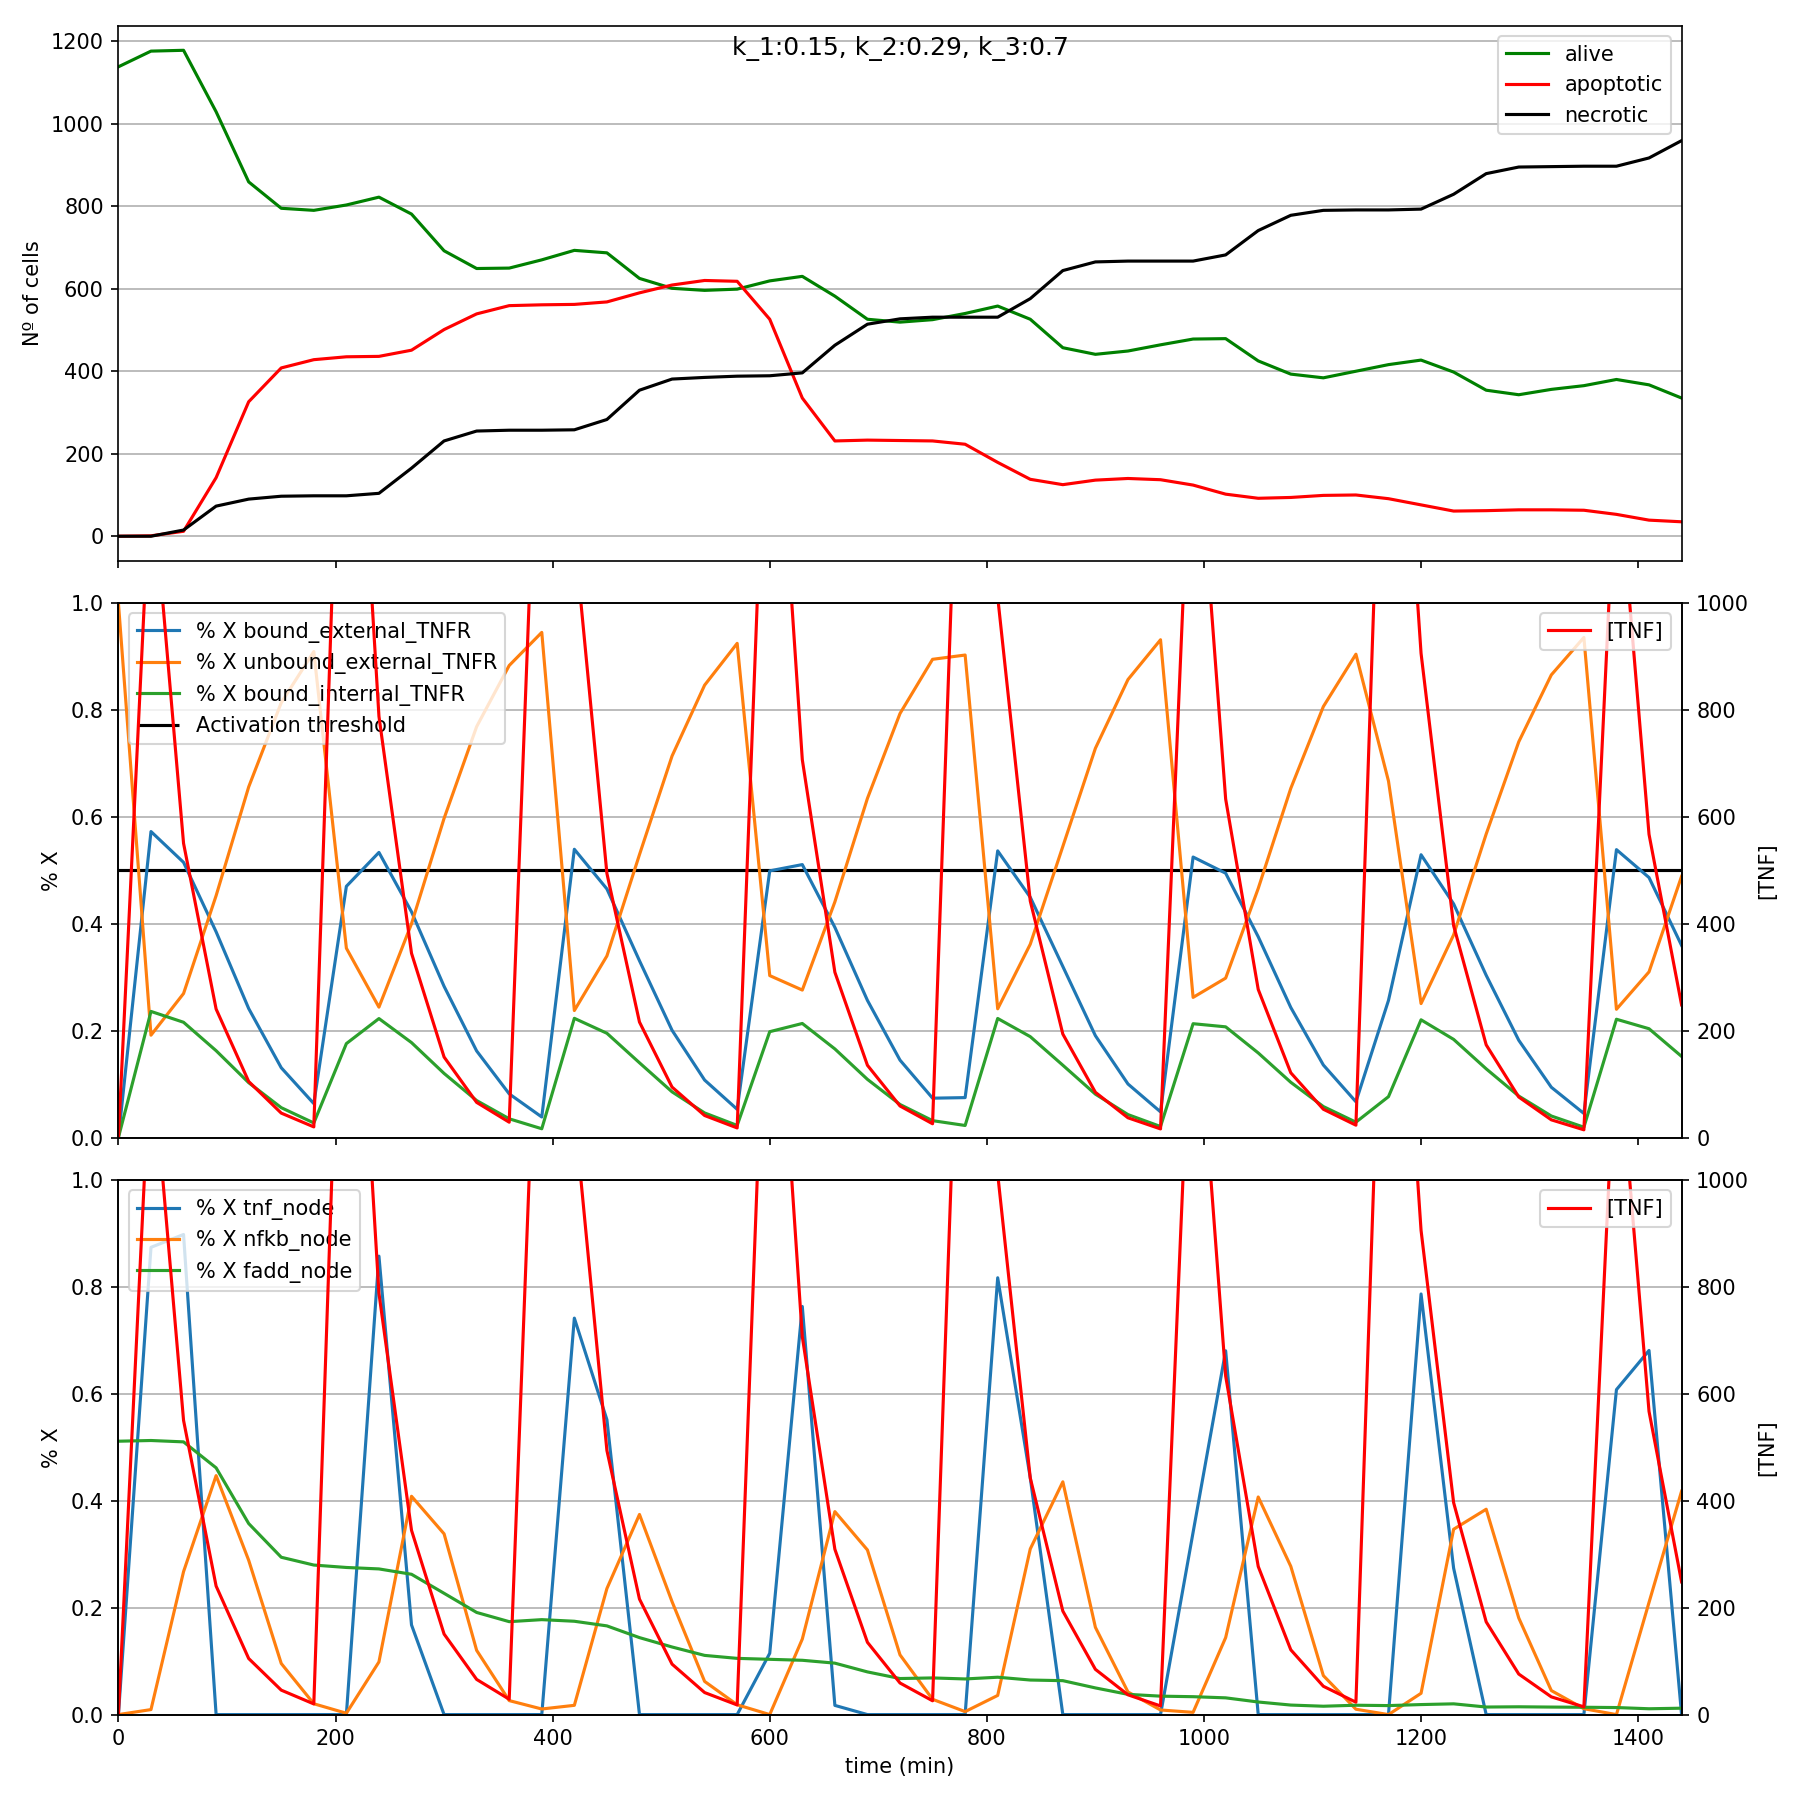 k_1:0.15, k_2:0.29, k_3:0.7
1200
1000
800
600
400
200
0
Nº of cells
alive
apoptotic
necrotic
1.0
0.8
0.6
0.4
0.2
0.0
% X
% X bound_external_TNFR
% X unbound_external_TNFR
% X bound_internal_TNFR
Activation threshold
[TNF]
1000
800
600
400
200
0
[TNF]
1.0
0.8
0.6
0.4
0.2
0.0
% X
% X tnf_node
% X nfkb_node
% X fadd_node
[TNF]
1000
800
600
400
200
0
[TNF]
0 200 400 600 800 1000 1200 1400
time (min)